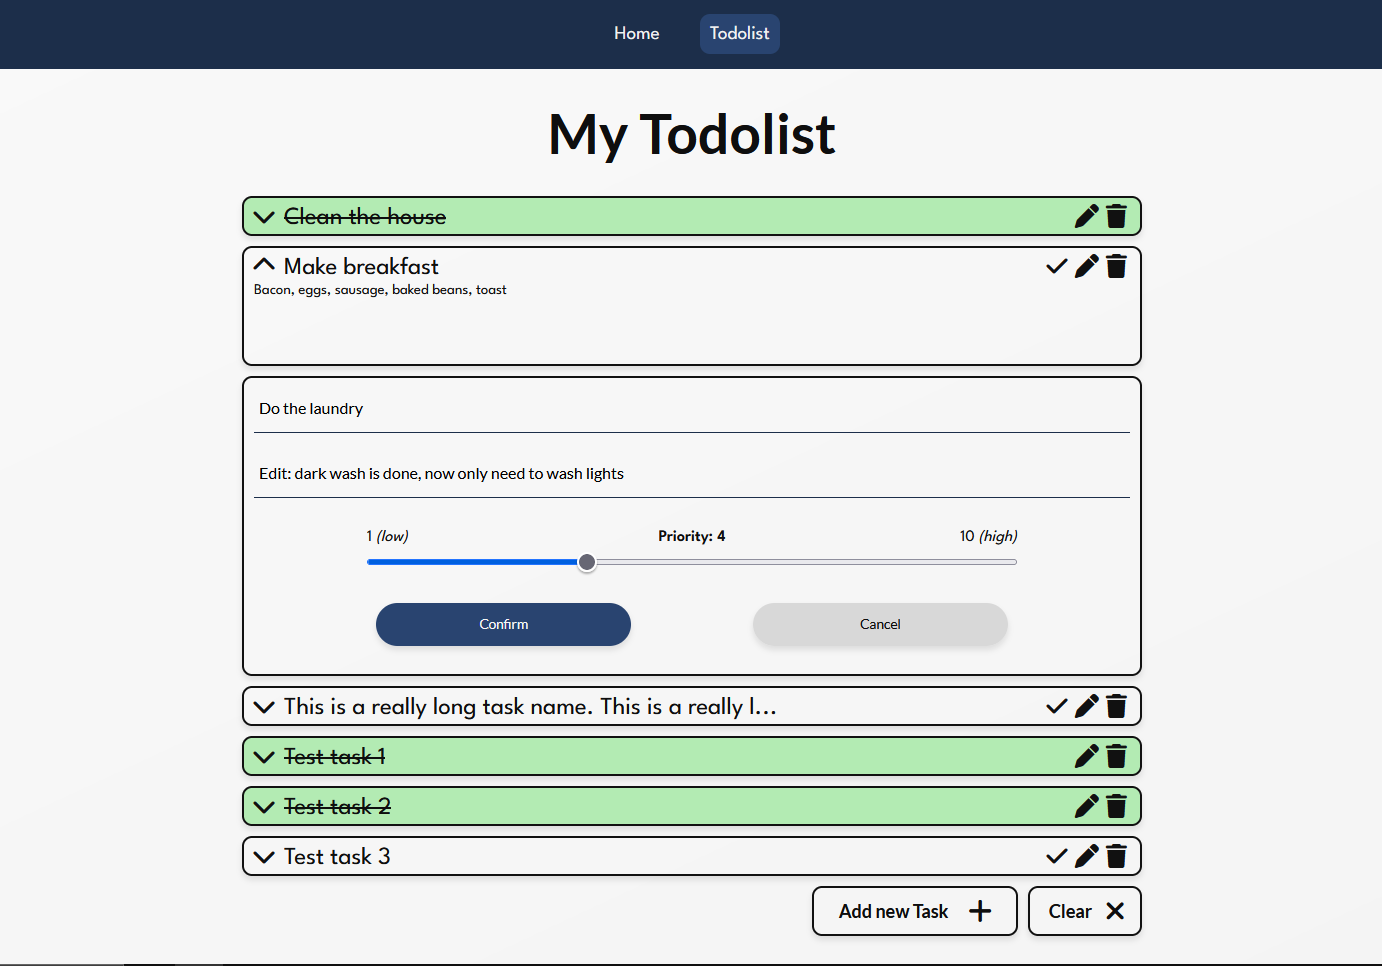 Home Todolist
My Todolist
Clean the house
Make breakfast
Bacon, eggs, sausage, baked beans, toast
Do the laundry
Edit: dark wash is done, now only need to wash lights
1 (low) Priority: 4 10 (high)
Confirm Cancel
This is a really long task name. This is a really l...
Test task 1
Test task 2
Test task 3
Add new Task Clear